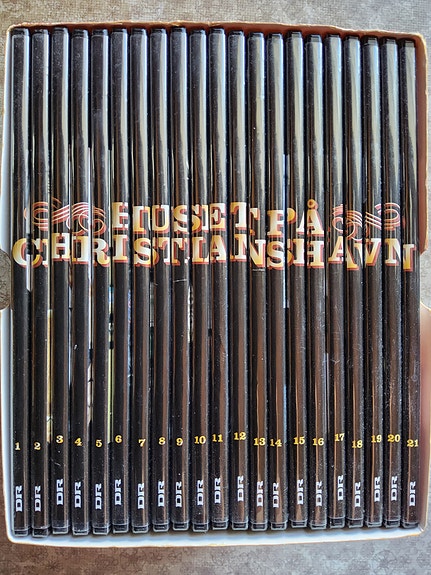 HUSET PÅ
CHRISTIANSHAVN
1 2 3 4 5 6 7 8 9 10 11 12 13 14 15 16 17 18 19 20 21
DR DR DR DR DR DR DR DR DR DR DR DR DR DR DR DR DR DR DR DR DR